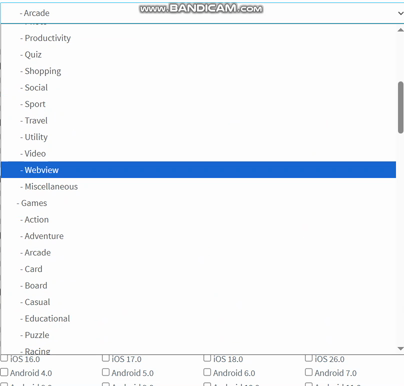 - Arcade
www.BANDICAM.com
- Productivity
- Quiz
- Shopping
- Social
- Sport
- Travel
- Utility
- Video
- Webview
- Miscellaneous
- Games
- Action
- Adventure
- Arcade
- Card
- Board
- Casual
- Educational
- Puzzle
- Racing
iOS 16.0 iOS 17.0 iOS 18.0 iOS 26.0
Android 4.0 Android 5.0 Android 6.0 Android 7.0